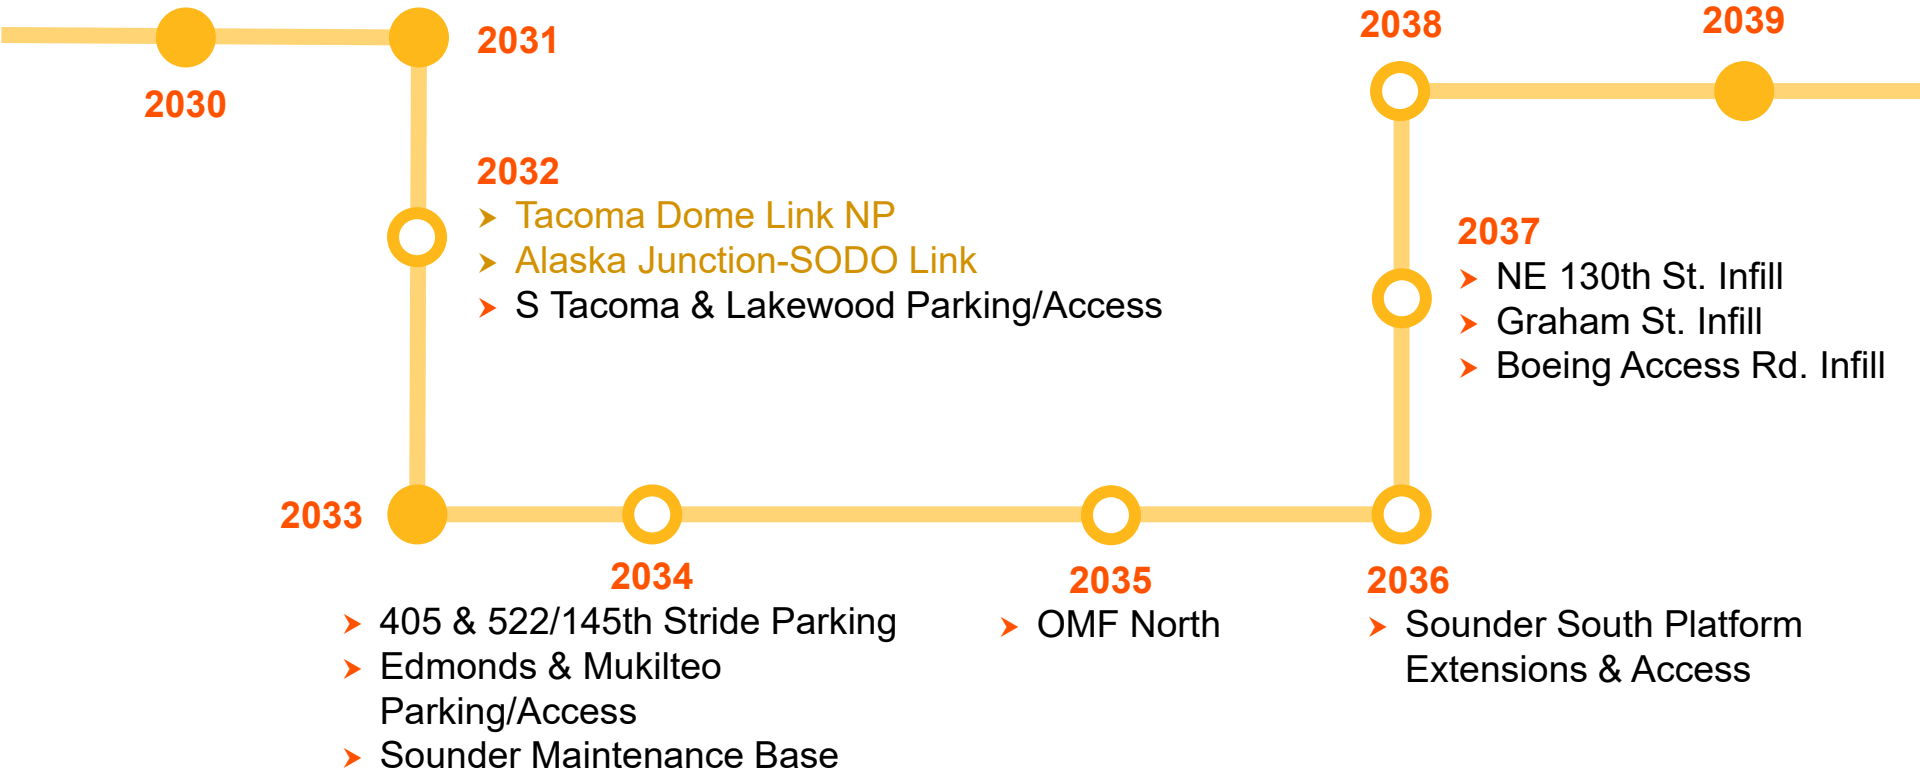 2030
2031
2032
➤ Tacoma Dome Link NP
➤ Alaska Junction-SODO Link
➤ S Tacoma & Lakewood Parking/Access
2033
2034
➤ 405 & 522/145th Stride Parking
➤ Edmonds & Mukilteo
Parking/Access
➤ Sounder Maintenance Base
2035
➤ OMF North
2036
➤ Sounder South Platform
Extensions & Access
2037
➤ NE 130th St. Infill
➤ Graham St. Infill
➤ Boeing Access Rd. Infill
2038
2039